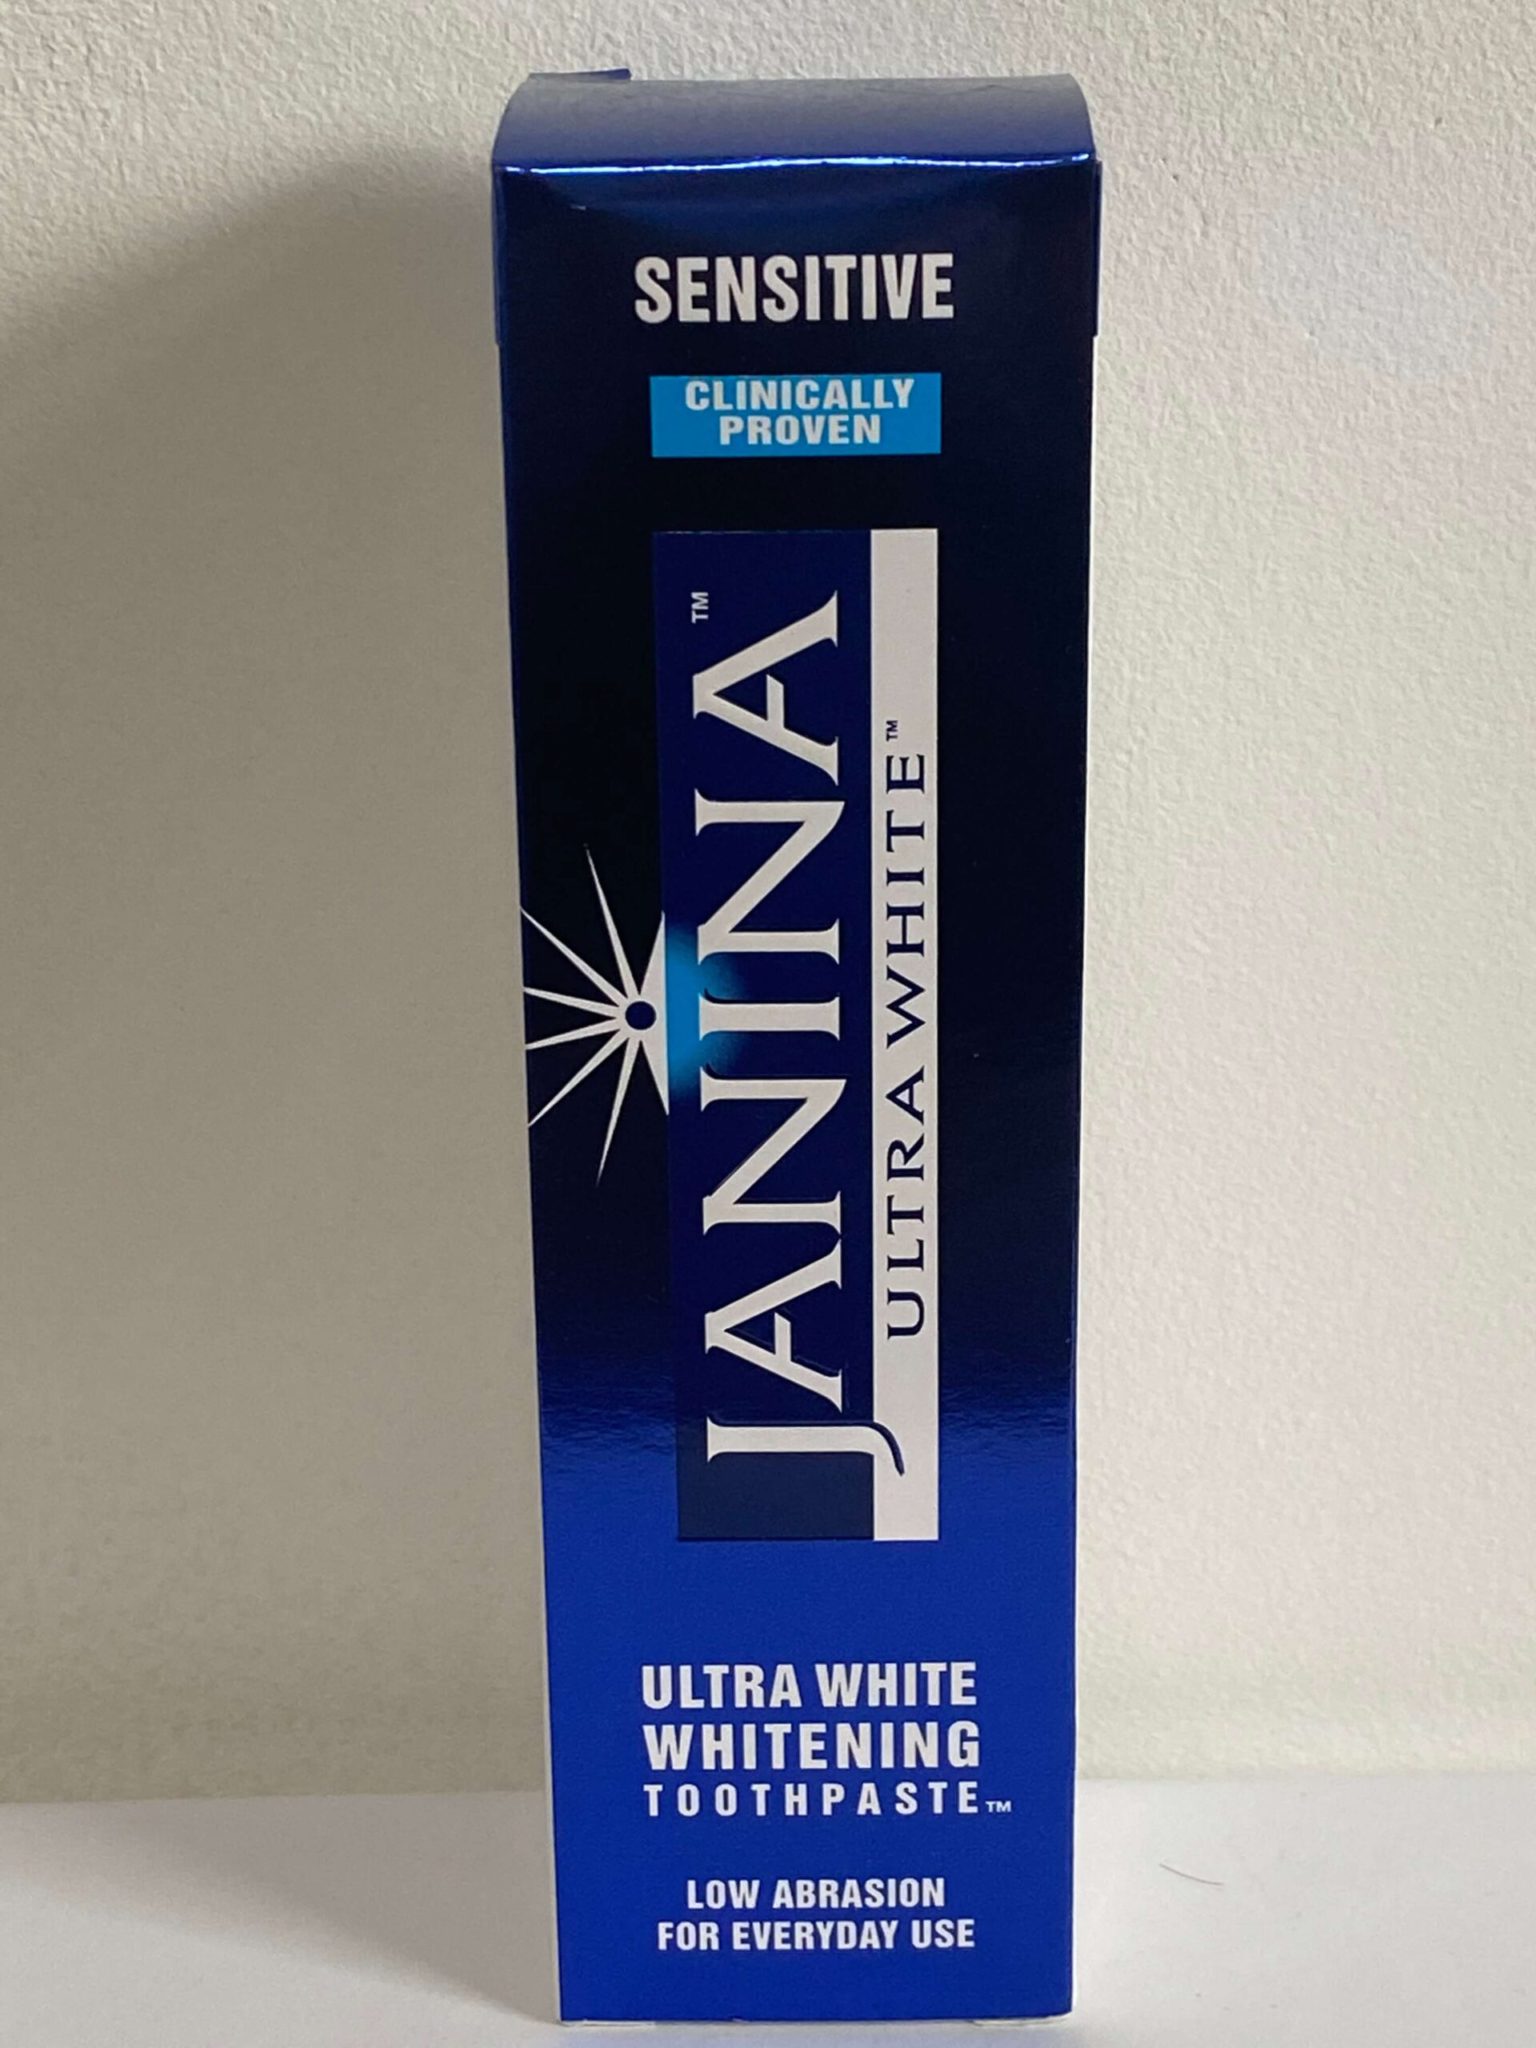 SENSITIVE
CLINICALLY
PROVEN
JANINA™
ULTRA WHITE™
ULTRA WHITE
WHITENING
TOOTHPASTE™
LOW ABRASION
FOR EVERYDAY USE